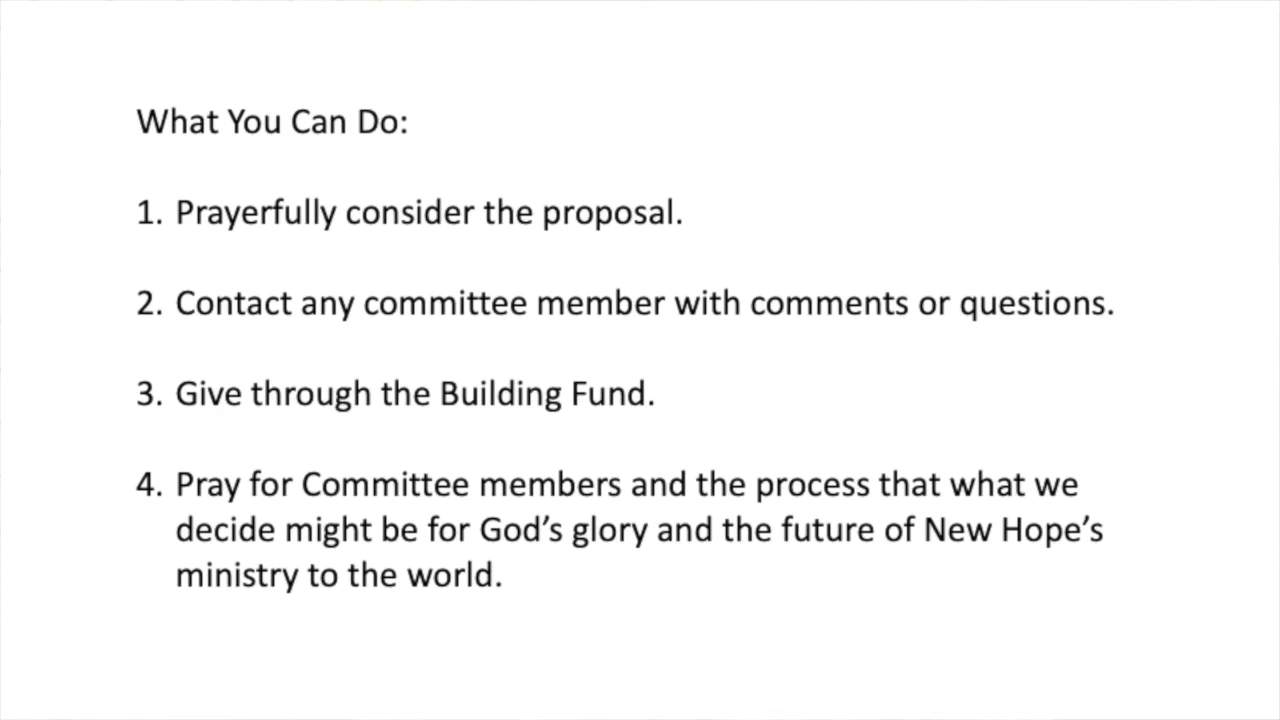 What You Can Do:
1. Prayerfully consider the proposal.
2. Contact any committee member with comments or questions.
3. Give through the Building Fund.
4. Pray for Committee members and the process that what we
decide might be for God’s glory and the future of New Hope’s
ministry to the world.